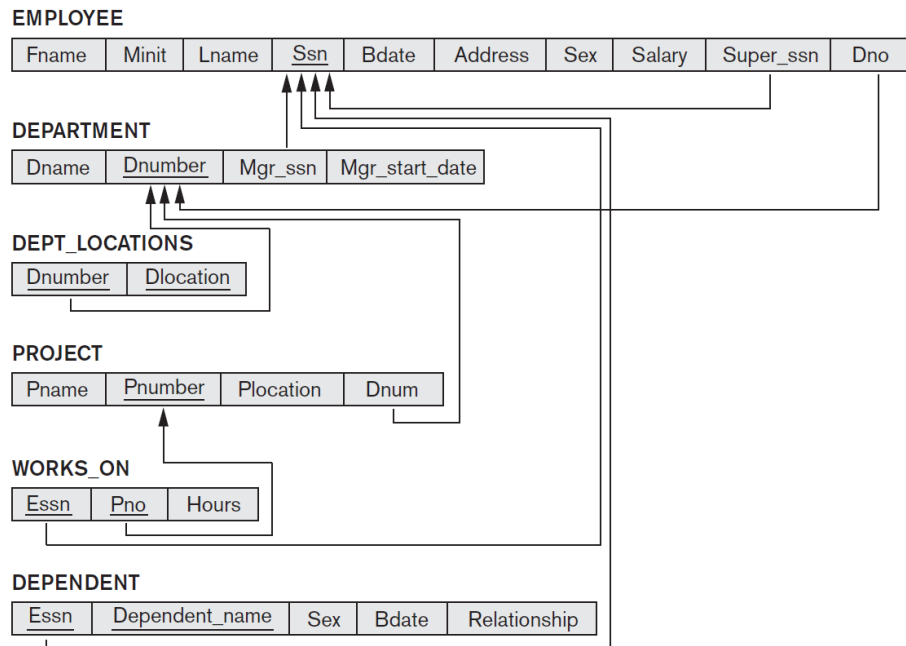 EMPLOYEE
Fname Minit Lname Ssn Bdate Address Sex Salary Super_ssn Dno
DEPARTMENT
Dname Dnumber Mgr_ssn Mgr_start_date
DEPT_LOCATIONS
Dnumber Dlocation
PROJECT
Pname Pnumber Plocation Dnum
WORKS_ON
Essn Pno Hours
DEPENDENT
Essn Dependent_name Sex Bdate Relationship